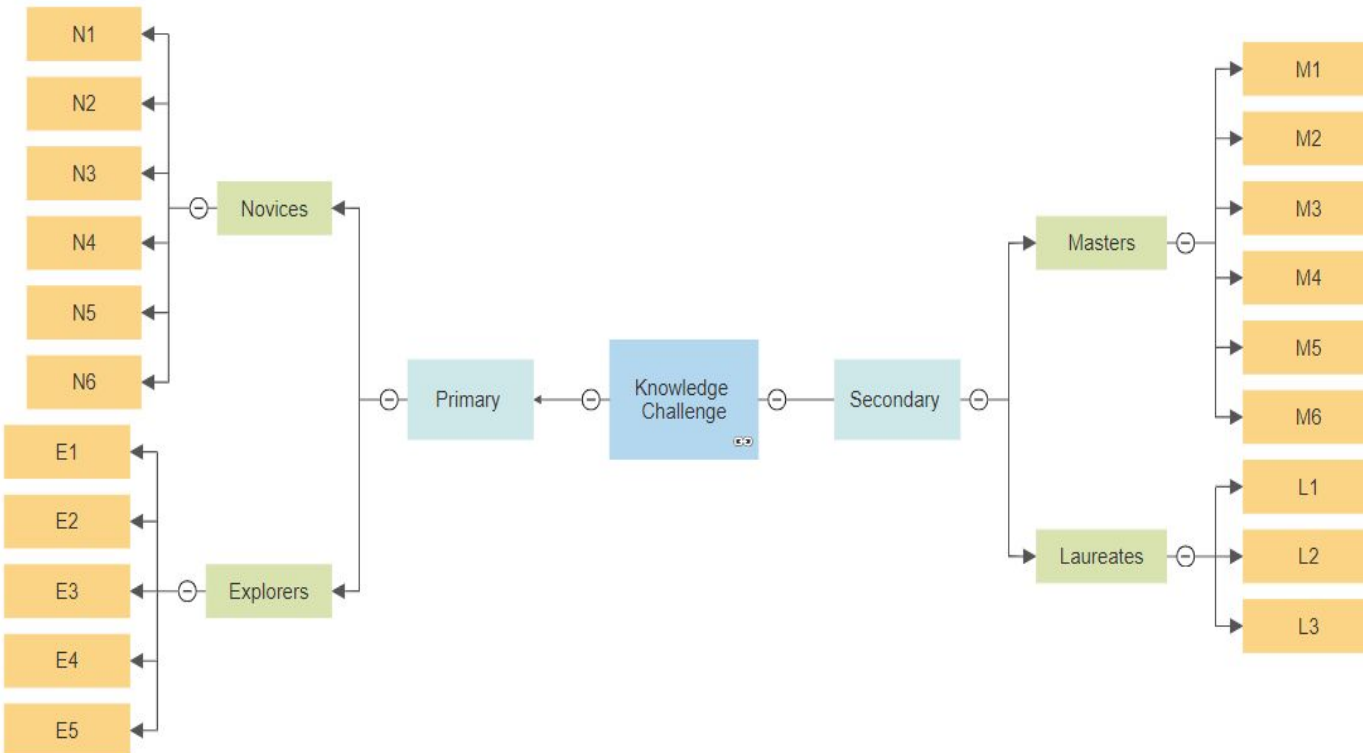 N1
N2
N3
N4
N5
N6
Novices
E1
E2
E3
E4
E5
Explorers
Primary
Knowledge
Challenge
Secondary
Masters
M1
M2
M3
M4
M5
M6
Laureates
L1
L2
L3